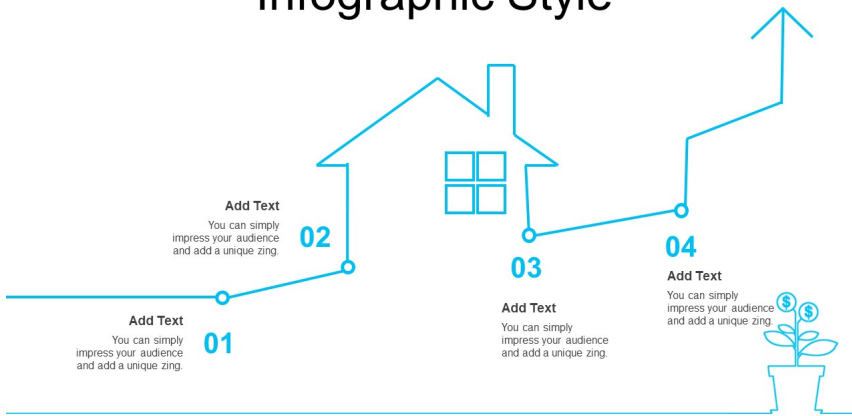 Infographic Style
Add Text
You can simply
impress your audience
and add a unique zing.
01
Add Text
You can simply
impress your audience
and add a unique zing.
02
03
Add Text
You can simply
impress your audience
and add a unique zing.
04
Add Text
You can simply
impress your audience
and add a unique zing.
$
$